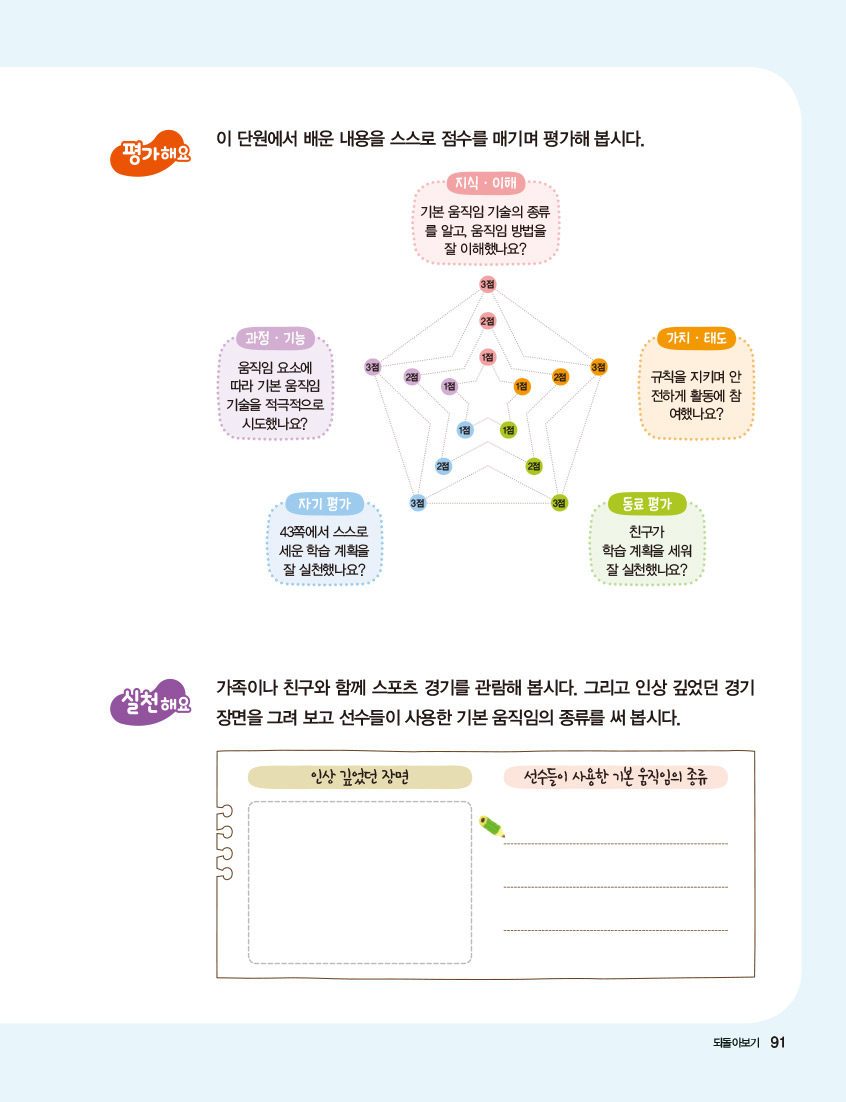 평가해요
이 단원에서 배운 내용을 스스로 점수를 매기며 평가해 봅시다.
지식·이해
기본 움직임 기술의 종류
를 알고, 움직임 방법을
잘 이해했나요?
과정·기능
움직임 요소에
따라 기본 움직임
기술을 적극적으로
시도했나요?
가치·태도
규칙을 지키며 안
전하게 활동에 참
여했나요?
3점
2점
1점
3점
2점
1점
1점
2점
3점
1점
2점
3점
1점
2점
3점
자기 평가
43쪽에서 스스로
세운 학습 계획을
잘 실천했나요?
동료 평가
친구가
학습 계획을 세워
잘 실천했나요?
실천해요
가족이나 친구와 함께 스포츠 경기를 관람해 봅시다. 그리고 인상 깊었던 경기
장면을 그려 보고 선수들이 사용한 기본 움직임의 종류를 써 봅시다.
인상 깊었던 장면
선수들이 사용한 기본 움직임의 종류
되돌아보기 91